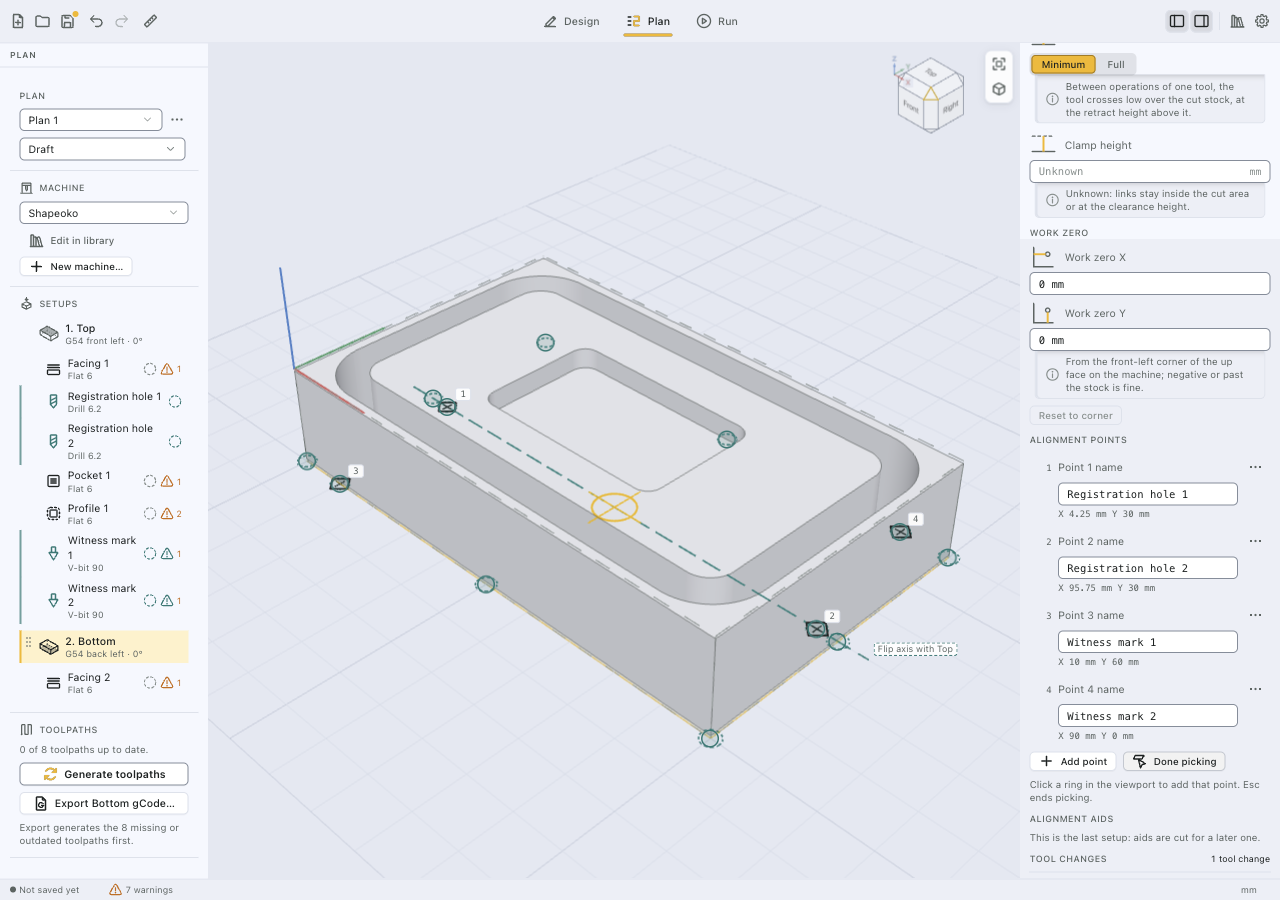 Design
Plan
Run
PLAN
PLAN
Plan 1
Draft
MACHINE
Shapeoko
Edit in library
New machine...
SETUPS
1. Top
G54 front left · 0°
Facing 1
Flat 6
1
Registration hole 1
Drill 6.2
Registration hole
2
Drill 6.2
Pocket 1
Flat 6
1
Profile 1
Flat 6
2
Witness mark
1
V-bit 90
1
Witness mark
2
V-bit 90
1
2. Bottom
G54 back left · 0°
Facing 2
Flat 6
1
TOOLPATHS
0 of 8 toolpaths up to date.
Generate toolpaths
Export Bottom gCode...
Export generates the 8 missing or
outdated toolpaths first.
Not saved yet
7 warnings
Z
Y
X
Top
Front
Right
1
3
4
2
Flip axis with Top
Minimum
Full
Between operations of one tool, the
tool crosses low over the cut stock, at
the retract height above it.
Clamp height
Unknown
mm
Unknown: links stay inside the cut area
or at the clearance height.
WORK ZERO
Work zero X
0 mm
Work zero Y
0 mm
From the front-left corner of the up
face on the machine; negative or past
the stock is fine.
Reset to corner
ALIGNMENT POINTS
1 Point 1 name
Registration hole 1
X 4.25 mm Y 30 mm
2 Point 2 name
Registration hole 2
X 95.75 mm Y 30 mm
3 Point 3 name
Witness mark 1
X 10 mm Y 60 mm
4 Point 4 name
Witness mark 2
X 90 mm Y 0 mm
Add point
Done picking
Click a ring in the viewport to add that point. Esc
ends picking.
ALIGNMENT AIDS
This is the last setup: aids are cut for a later one.
TOOL CHANGES
1 tool change
mm